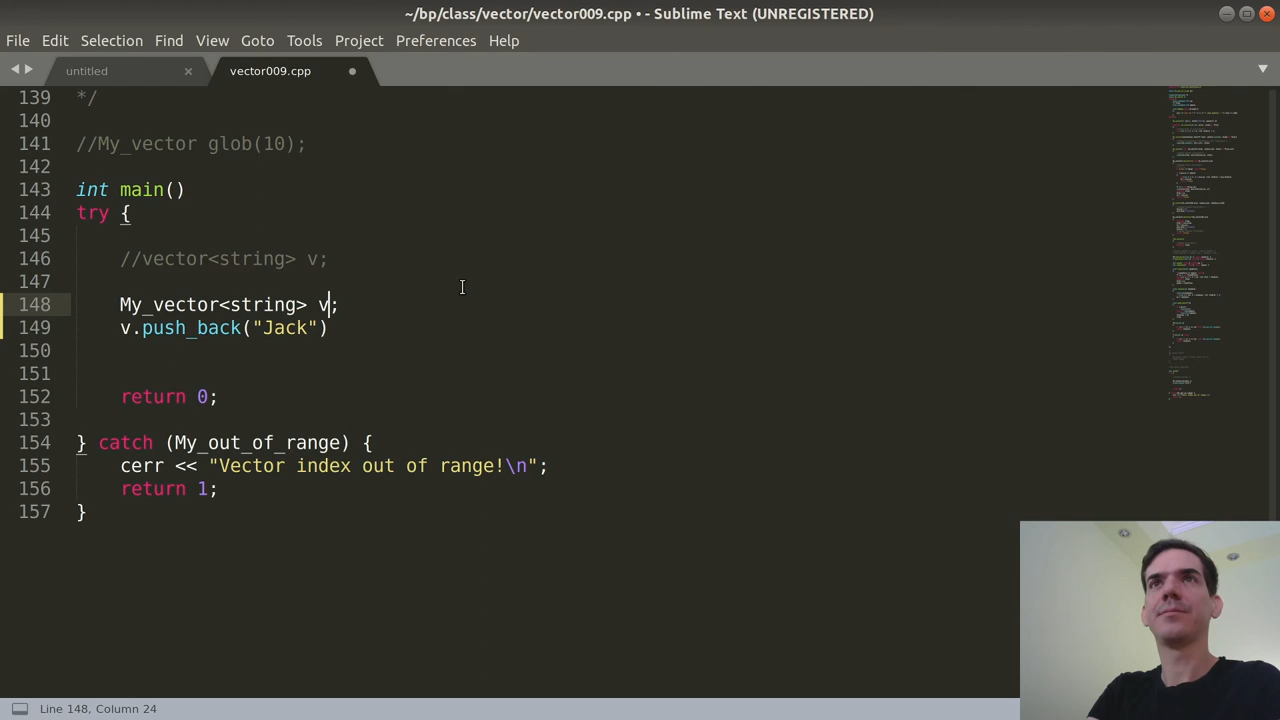 ~/bp/class/vector/vector009.cpp • - Sublime Text (UNREGISTERED)
File Edit Selection Find View Goto Tools Project Preferences Help
untitled vector009.cpp
139 */
140
141 //My_vector glob(10);
142
143 int main()
144 try {
145
146 //vector<string> v;
147
148 My_vector<string> v;
149 v.push_back("Jack")
150
151
152 return 0;
153
154 } catch (My_out_of_range) {
155 cerr << "Vector index out of range!\n";
156 return 1;
157 }
Line 148, Column 24